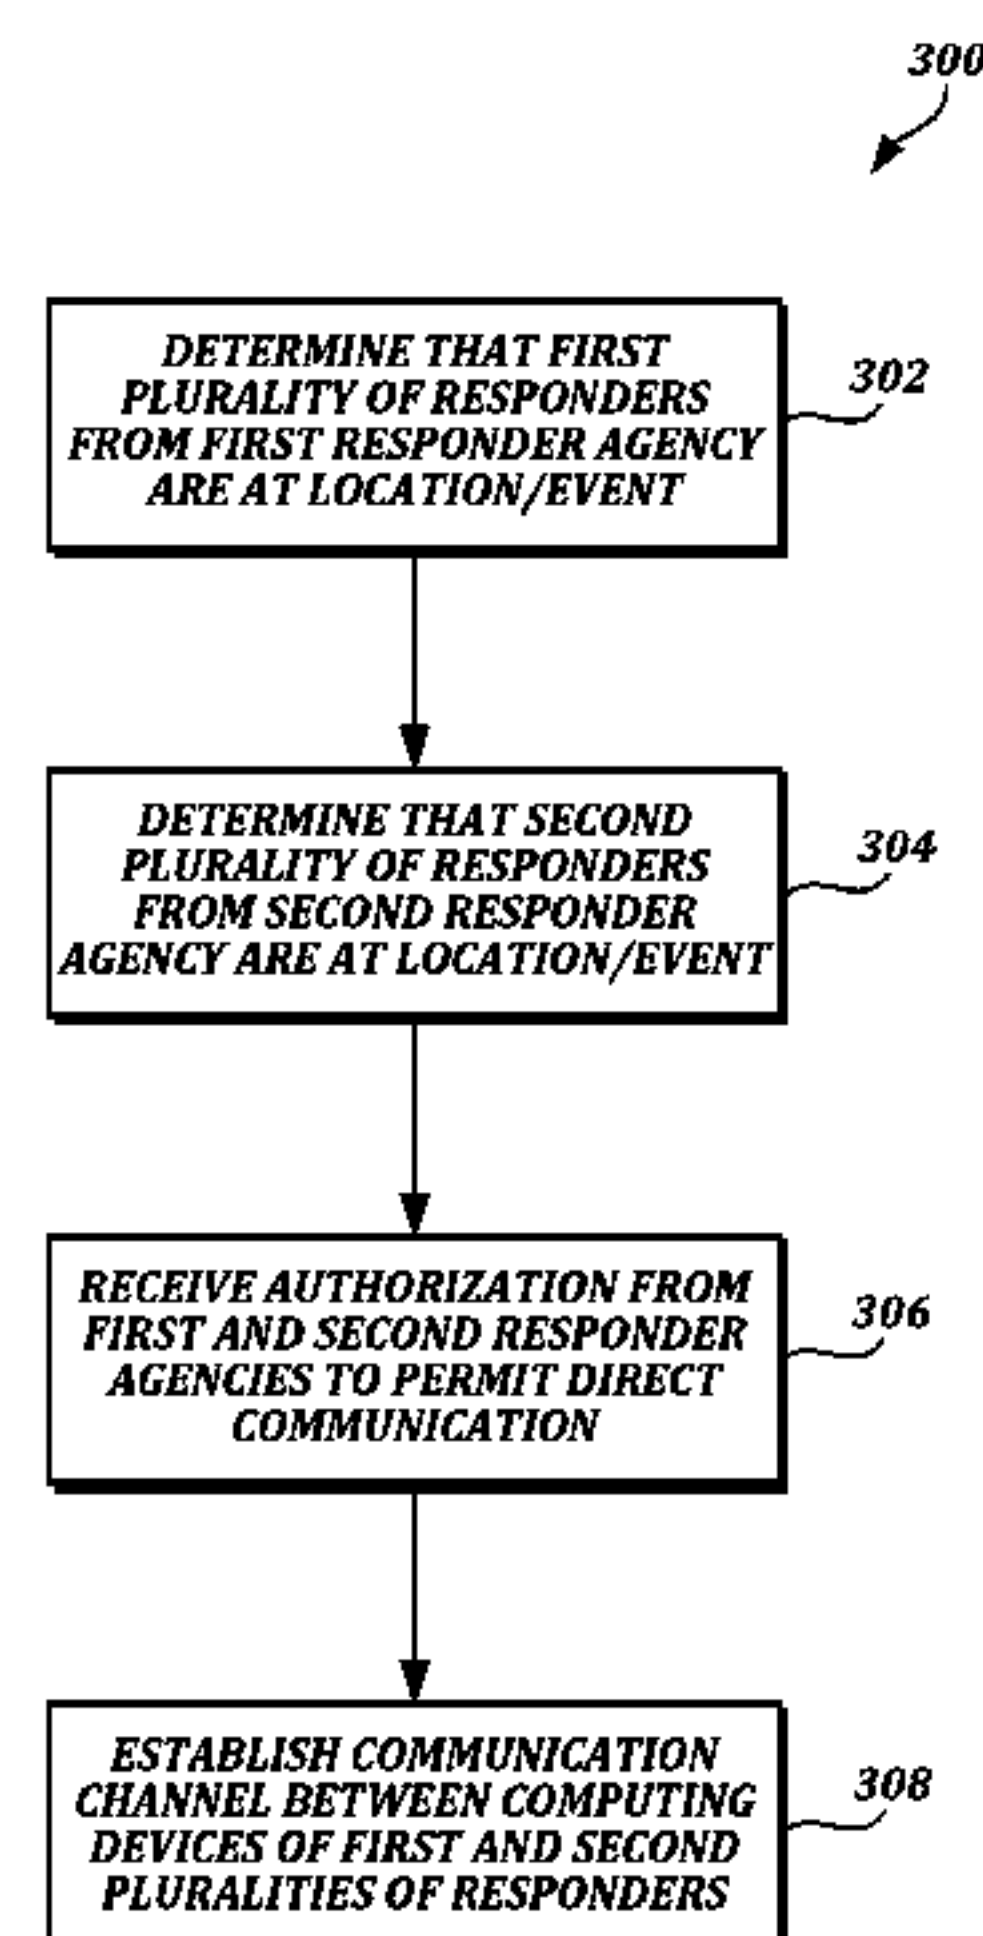 300
DETERMINE THAT FIRST
PLURALITY OF RESPONDERS
FROM FIRST RESPONDER AGENCY
ARE AT LOCATION/EVENT
302
DETERMINE THAT SECOND
PLURALITY OF RESPONDERS
FROM SECOND RESPONDER
AGENCY ARE AT LOCATION/EVENT
304
RECEIVE AUTHORIZATION FROM
FIRST AND SECOND RESPONDER
AGENCIES TO PERMIT DIRECT
COMMUNICATION
306
ESTABLISH COMMUNICATION
CHANNEL BETWEEN COMPUTING
DEVICES OF FIRST AND SECOND
PLURALITIES OF RESPONDERS
308